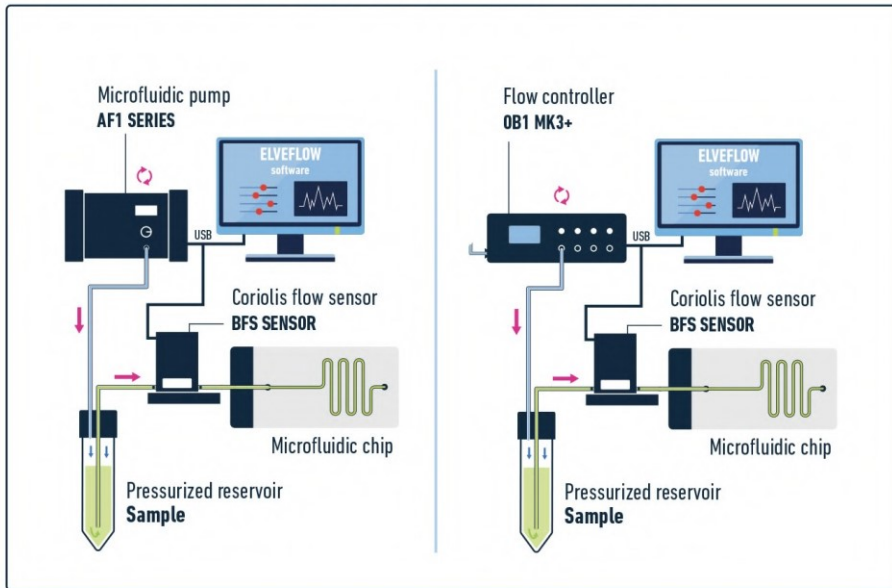 Microfluidic pump
AF1 SERIES
ELVEFLOW
software
USB
Coriolis flow sensor
BFS SENSOR
Microfluidic chip
Pressurized reservoir
Sample
Flow controller
OB1 MK3+
ELVEFLOW
software
USB
Coriolis flow sensor
BFS SENSOR
Microfluidic chip
Pressurized reservoir
Sample